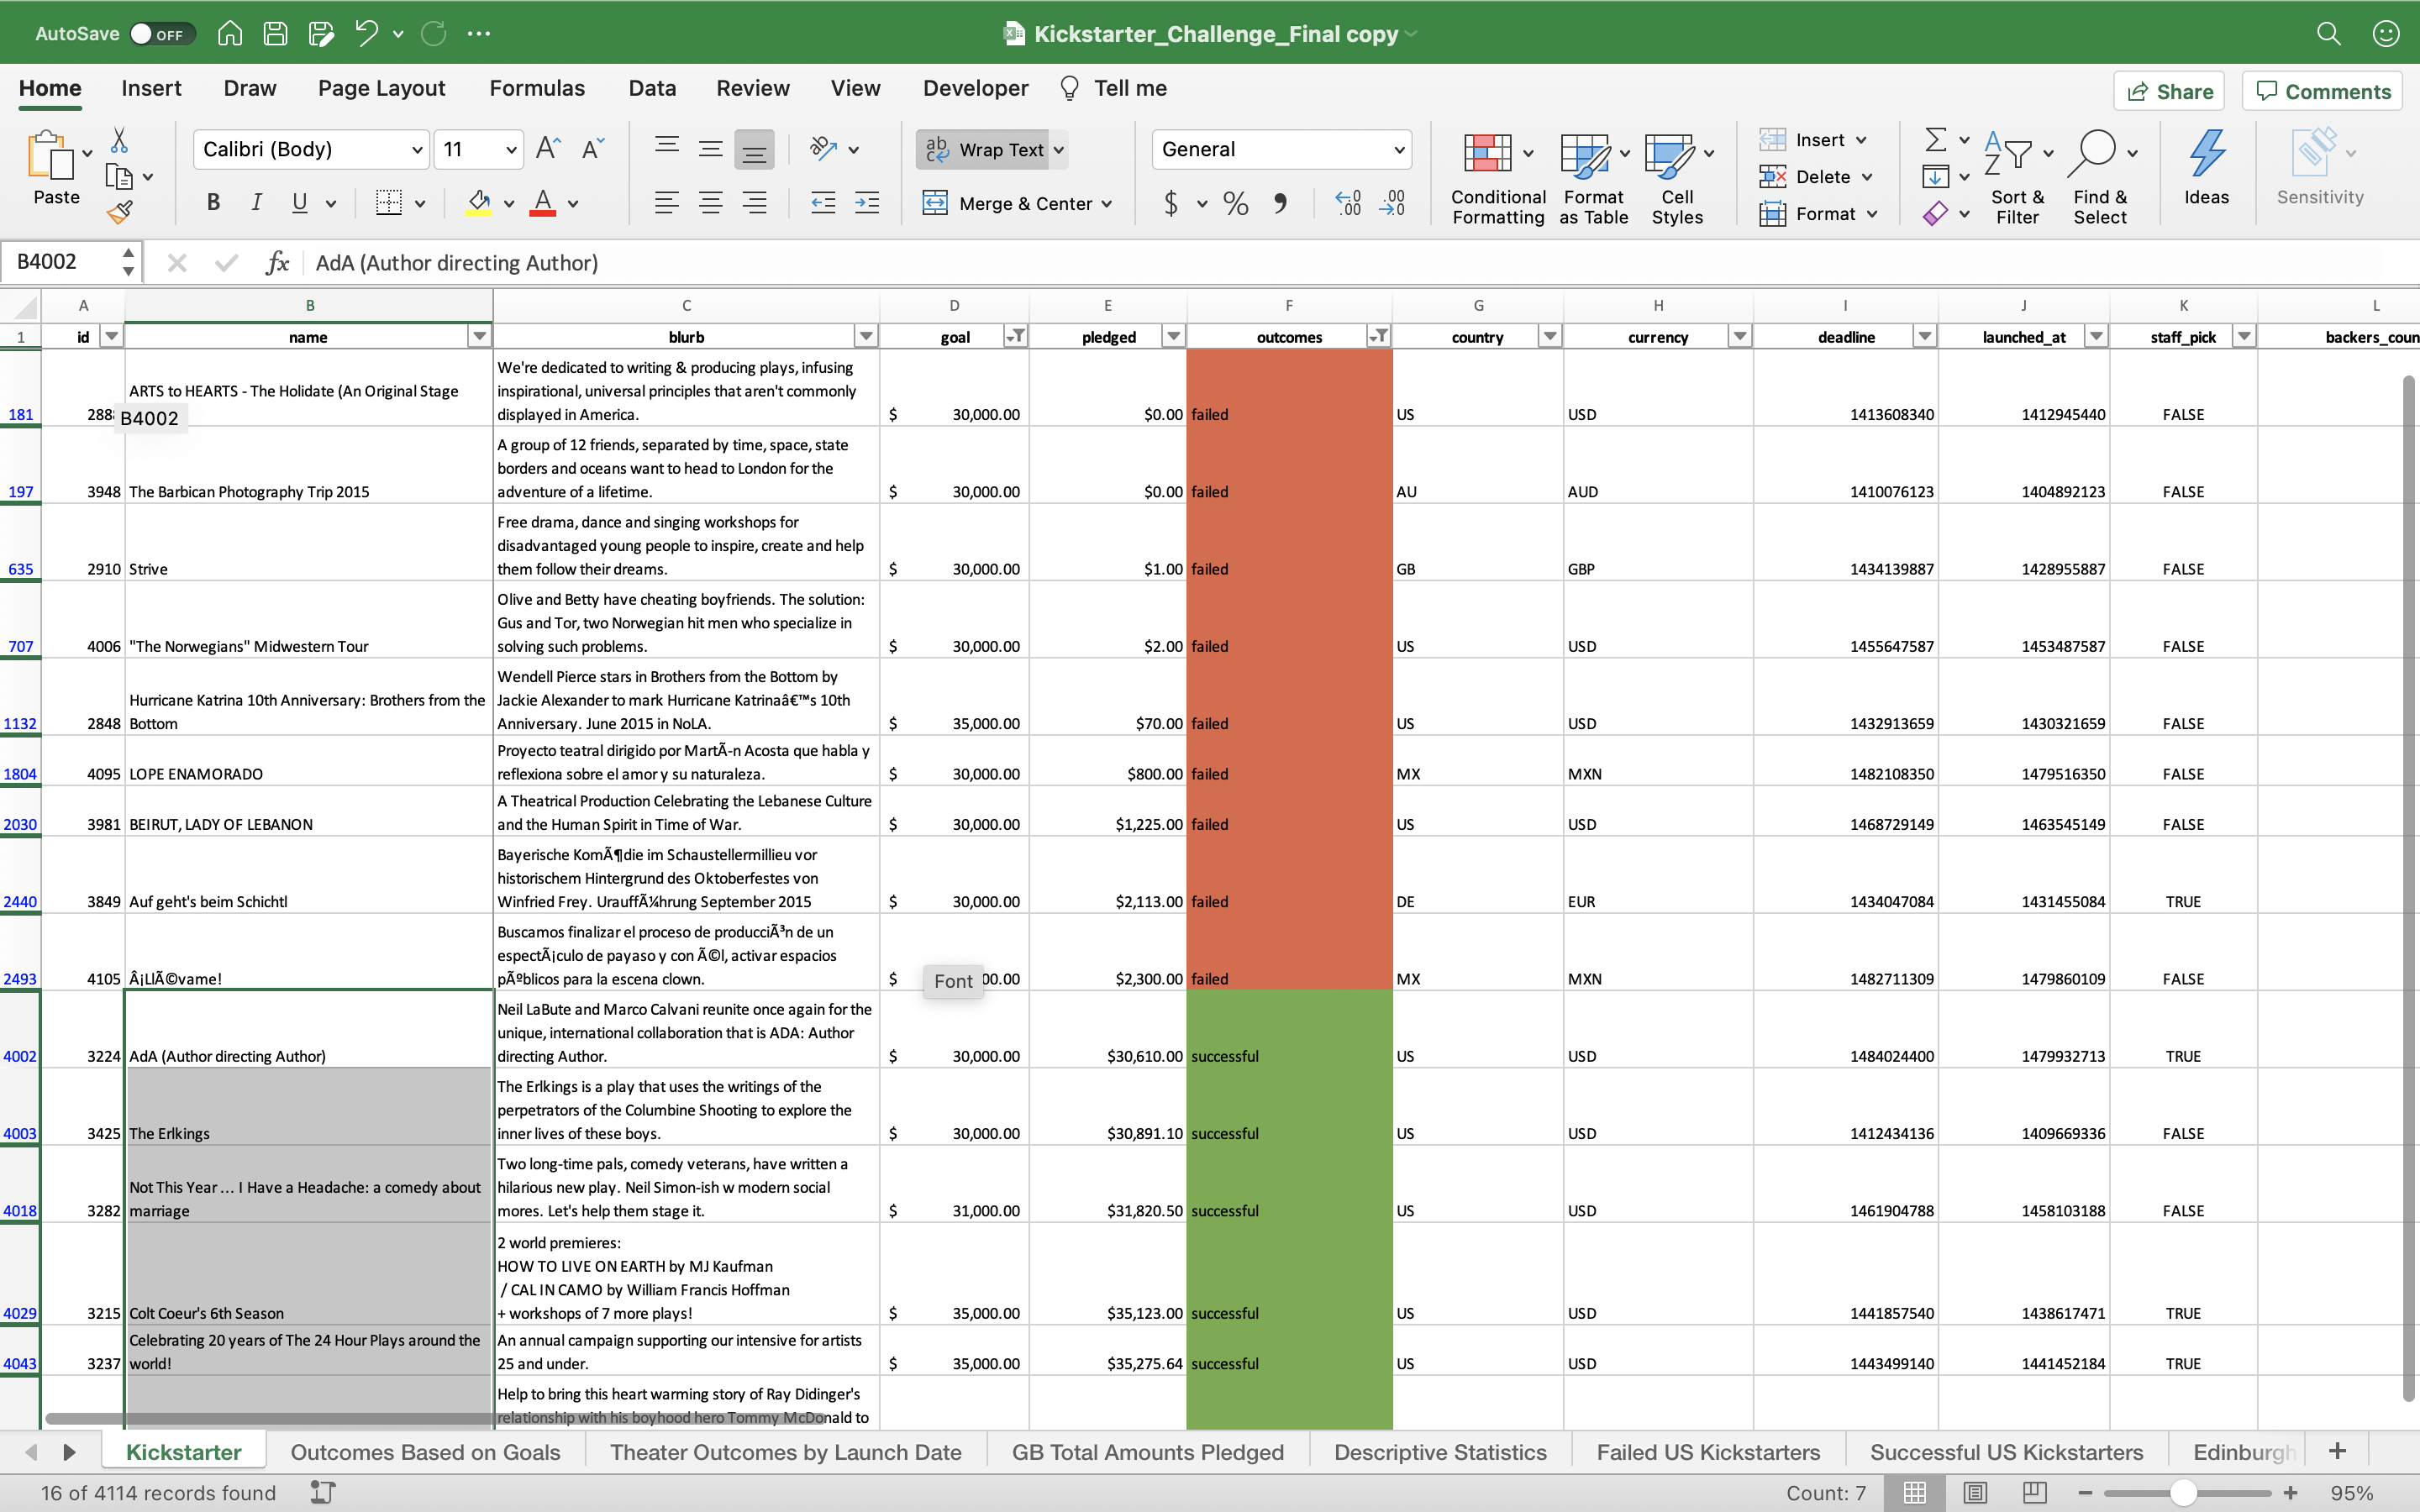 AutoSave OFF Kickstarter_Challenge_Final copy
Home Insert Draw Page Layout Formulas Data Review View Developer Tell me Share Comments
Paste
Calibri (Body) 11 A^ A˅
B I U A
ab c Wrap Text
Merge & Center
General
$ % , .00 .00
Conditional Formatting
Format as Table
Cell Styles
Insert
Delete
Format
Sort & Filter
Find & Select
Ideas
Sensitivity
B4002 fx AdA (Author directing Author)
A B C D E F G H I J K L
1 id name blurb goal pledged outcomes country currency deadline launched_at staff_pick backers_coun
We're dedicated to writing & producing plays, infusing
ARTS to HEARTS - The Holidate (An Original Stage inspirational, universal principles that aren't commonly
181 288 B4002 displayed in America. $ 30,000.00 $0.00 failed US USD 1413608340 1412945440 FALSE
A group of 12 friends, separated by time, space, state
borders and oceans want to head to London for the
197 3948 The Barbican Photography Trip 2015 adventure of a lifetime. $ 30,000.00 $0.00 failed AU AUD 1410076123 1404892123 FALSE
Free drama, dance and singing workshops for
disadvantaged young people to inspire, create and help
635 2910 Strive them follow their dreams. $ 30,000.00 $1.00 failed GB GBP 1434139887 1428955887 FALSE
Olive and Betty have cheating boyfriends. The solution:
Gus and Tor, two Norwegian hit men who specialize in
707 4006 "The Norwegians" Midwestern Tour solving such problems. $ 30,000.00 $2.00 failed US USD 1455647587 1453487587 FALSE
Wendell Pierce stars in Brothers from the Bottom by
Hurricane Katrina 10th Anniversary: Brothers from the Jackie Alexander to mark Hurricane Katrinaâ€™s 10th
1132 2848 Bottom Anniversary. June 2015 in NoLA. $ 35,000.00 $70.00 failed US USD 1432913659 1430321659 FALSE
Proyecto teatral dirigido por MartÃ-n Acosta que habla y
1804 4095 LOPE ENAMORADO reflexiona sobre el amor y su naturaleza. $ 30,000.00 $800.00 failed MX MXN 1482108350 1479516350 FALSE
A Theatrical Production Celebrating the Lebanese Culture
2030 3981 BEIRUT, LADY OF LEBANON and the Human Spirit in Time of War. $ 30,000.00 $1,225.00 failed US USD 1468729149 1463545149 FALSE
Bayerische KomÃ¶die im Schaustellermillieu vor
historischem Hintergrund des Oktoberfestes von
2440 3849 Auf geht's beim Schichtl Winfried Frey. UrauffÃ¼hrung September 2015 $ 30,000.00 $2,113.00 failed DE EUR 1434047084 1431455084 TRUE
Buscamos finalizar el proceso de producciÃ³n de un
espectÃ¡culo de payaso y con Ã©l, activar espacios
2493 4105 Â¡LlÃ©vame! pÃºblicos para la escena clown. $ Font 00.00 $2,300.00 failed MX MXN 1482711309 1479860109 FALSE
Neil LaBute and Marco Calvani reunite once again for the
unique, international collaboration that is ADA: Author
4002 3224 AdA (Author directing Author) directing Author. $ 30,000.00 $30,610.00 successful US USD 1484024400 1479932713 TRUE
The Erlkings is a play that uses the writings of the
perpetrators of the Columbine Shooting to explore the
4003 3425 The Erlkings inner lives of these boys. $ 30,000.00 $30,891.10 successful US USD 1412434136 1409669336 FALSE
Two long-time pals, comedy veterans, have written a
Not This Year ... I Have a Headache: a comedy about hilarious new play. Neil Simon-ish w modern social
4018 3282 marriage mores. Let's help them stage it. $ 31,000.00 $31,820.50 successful US USD 1461904788 1458103188 FALSE
2 world premieres:
HOW TO LIVE ON EARTH by MJ Kaufman
/ CAL IN CAMO by William Francis Hoffman
4029 3215 Colt Coeur's 6th Season + workshops of 7 more plays! $ 35,000.00 $35,123.00 successful US USD 1441857540 1438617471 TRUE
Celebrating 20 years of The 24 Hour Plays around the An annual campaign supporting our intensive for artists
4043 3237 world! 25 and under. $ 35,000.00 $35,275.64 successful US USD 1443499140 1441452184 TRUE
Help to bring this heart warming story of Ray Didinger's
relationship with his boyhood hero Tommy McDonald to
Kickstarter Outcomes Based on Goals Theater Outcomes by Launch Date GB Total Amounts Pledged Descriptive Statistics Failed US Kickstarters Successful US Kickstarters Edinburgh +
16 of 4114 records found Count: 7 − + 95%